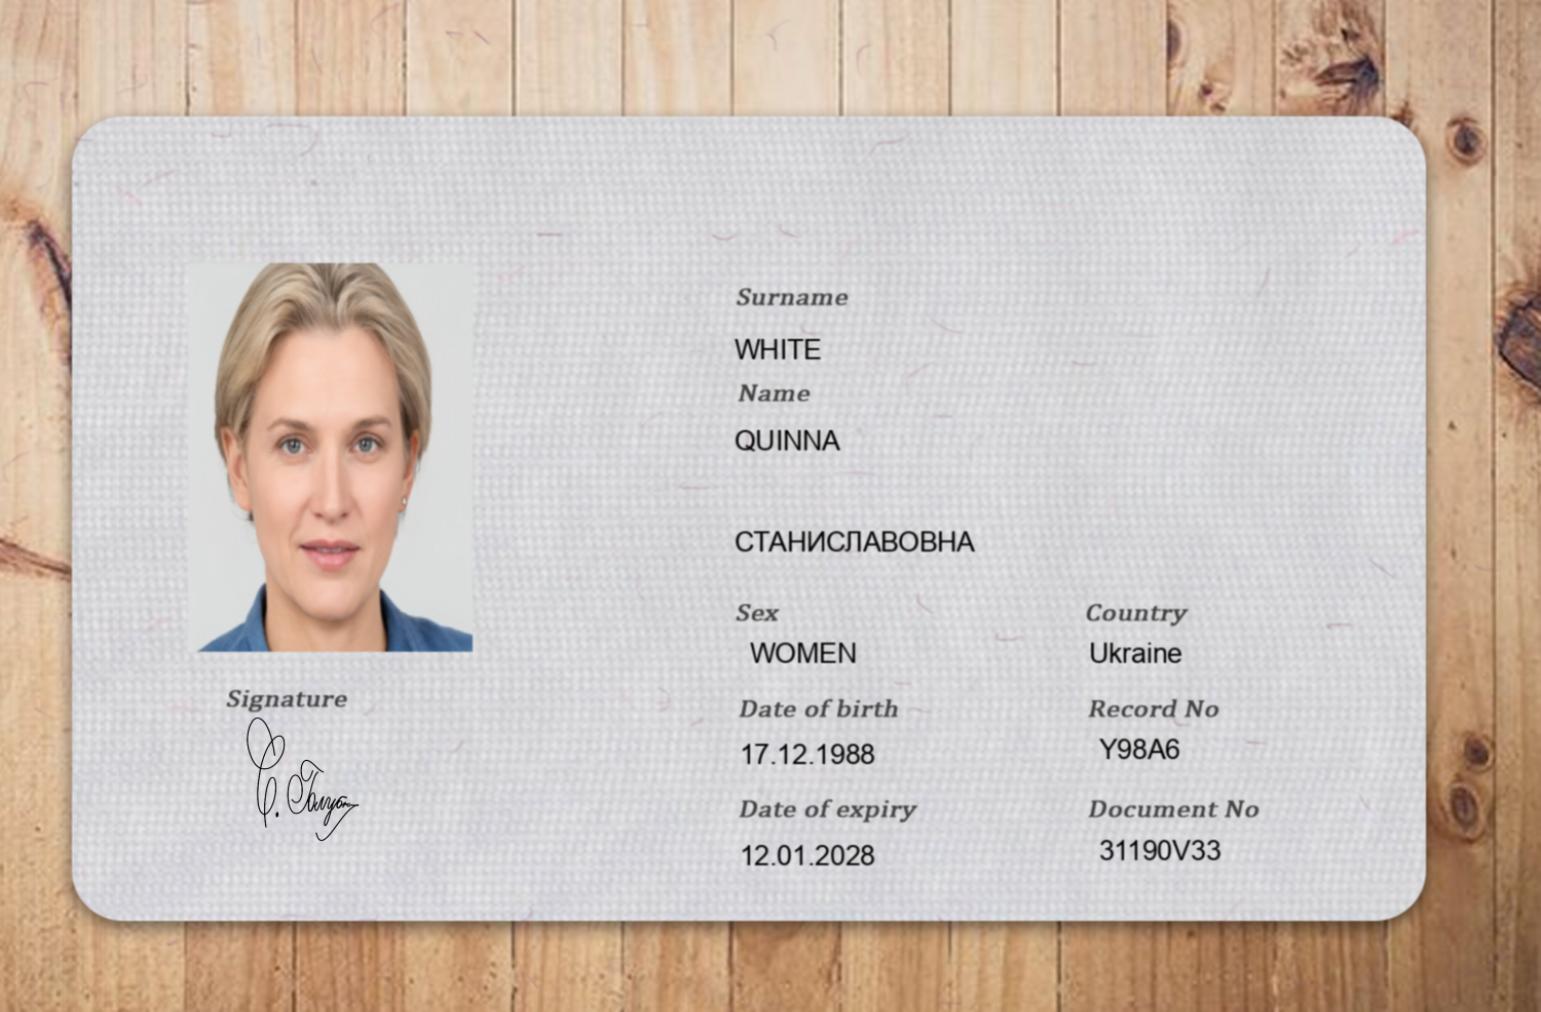 Surname
WHITE
Name
QUINNA
СТАНИСЛАВОВНА
Sex
WOMEN
Country
Ukraine
Date of birth
17.12.1988
Record No
Y98A6
Date of expiry
12.01.2028
Document No
31190V33
Signature